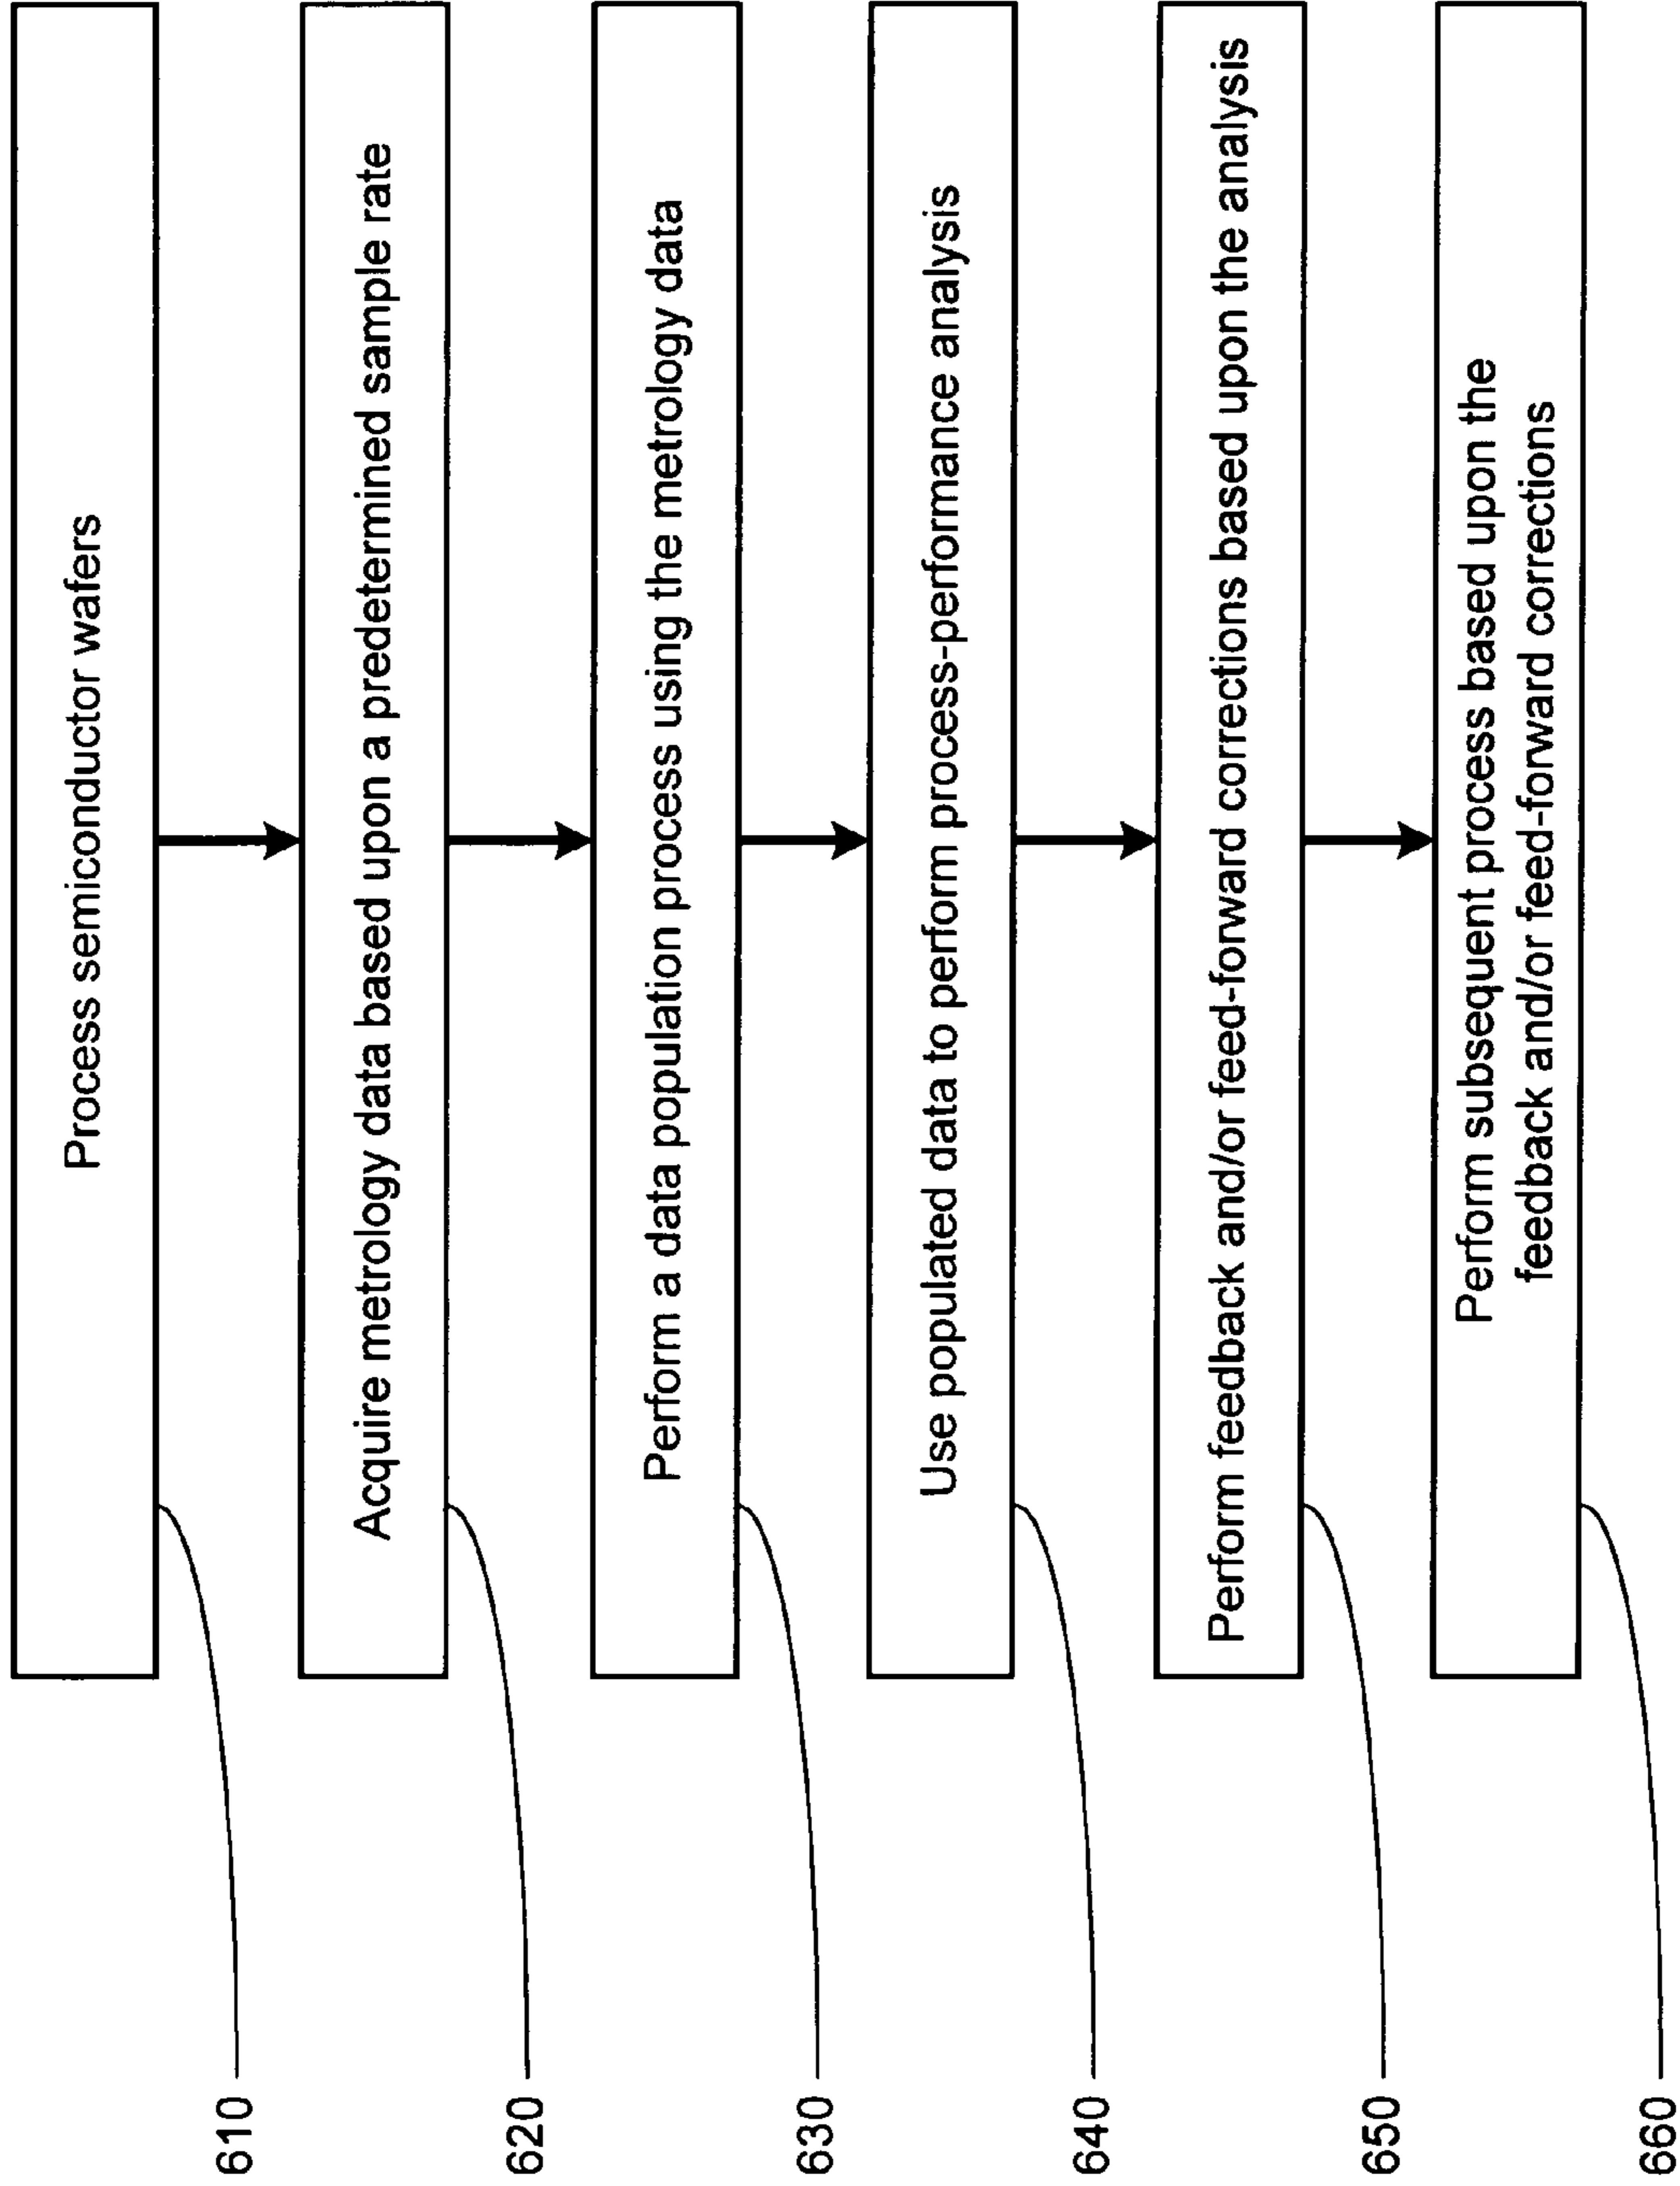 Process semiconductor wafers
610
Acquire metrology data based upon a predetermined sample rate
620
Perform a data population process using the metrology data
630
Use populated data to perform process-performance analysis
640
Perform feedback and/or feed-forward corrections based upon the analysis
650
Perform subsequent process based upon the
feedback and/or feed-forward corrections
660